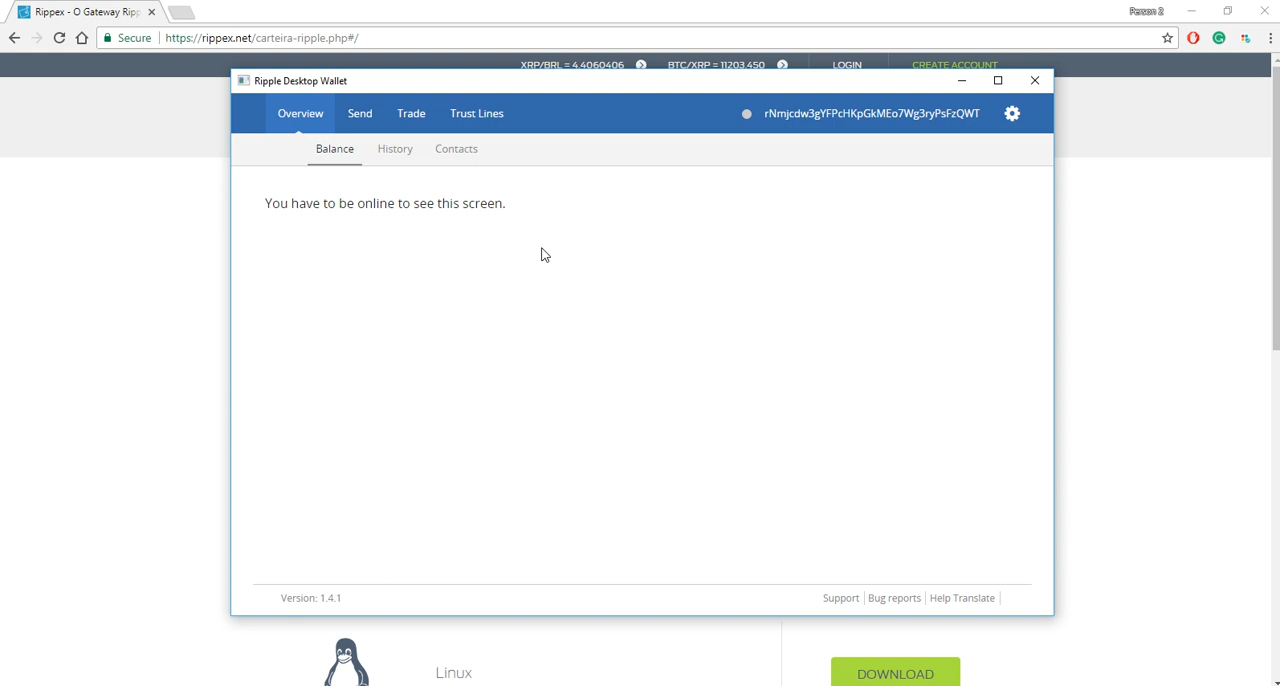 Rippex - O Gateway Ripp
Person 2
Secure https://rippex.net/carteira-ripple.php#/
XRP/BRL = 4.4060406 BTC/XRP = 11203.450 LOGIN CREATE ACCOUNT
Ripple Desktop Wallet
Overview Send Trade Trust Lines rNmjcdw3gYFPcHKpGkMEo7Wg3ryPsFzQWT
Balance History Contacts
You have to be online to see this screen.
Version: 1.4.1 Support Bug reports Help Translate
Linux DOWNLOAD